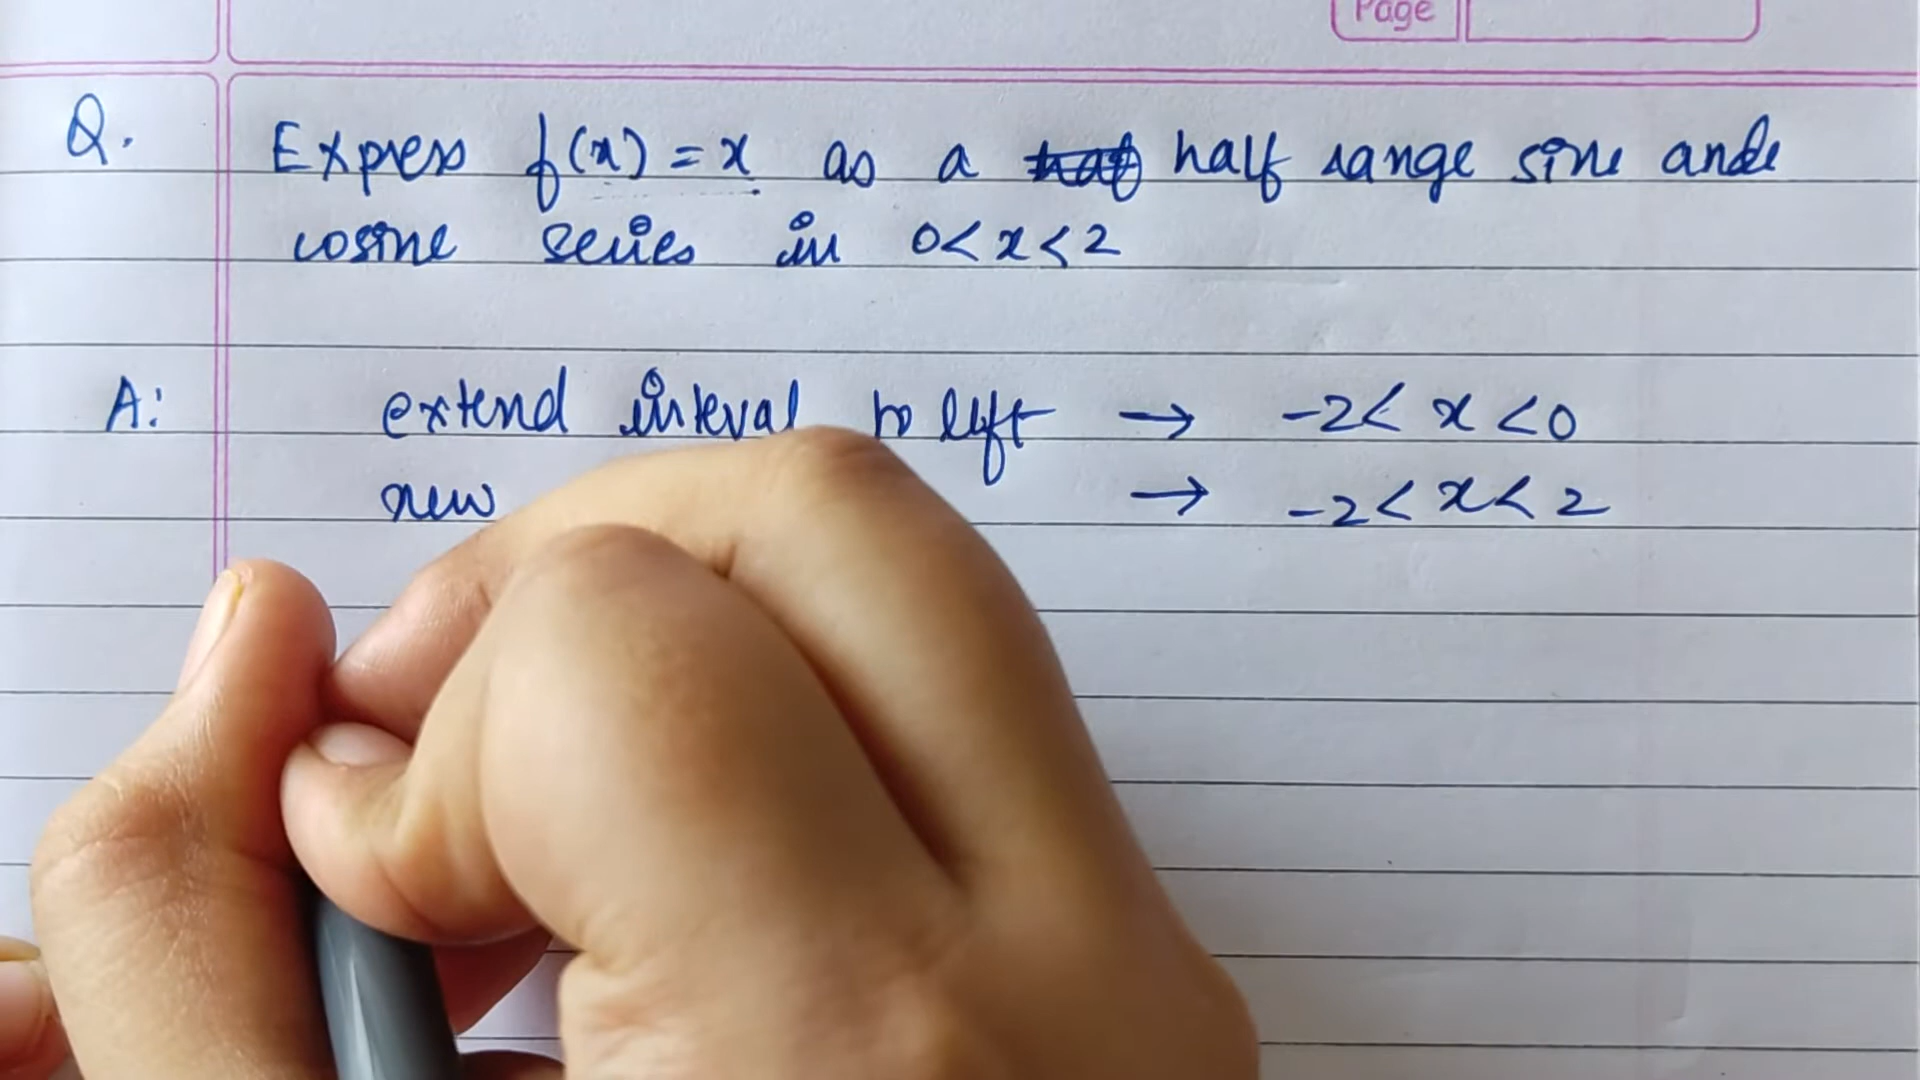 Page
Q. Express f(x) = x as a half range sine ande
cosine series in 0<x<2
A: extend interval to left → -2< x <0
new → -2< x< 2